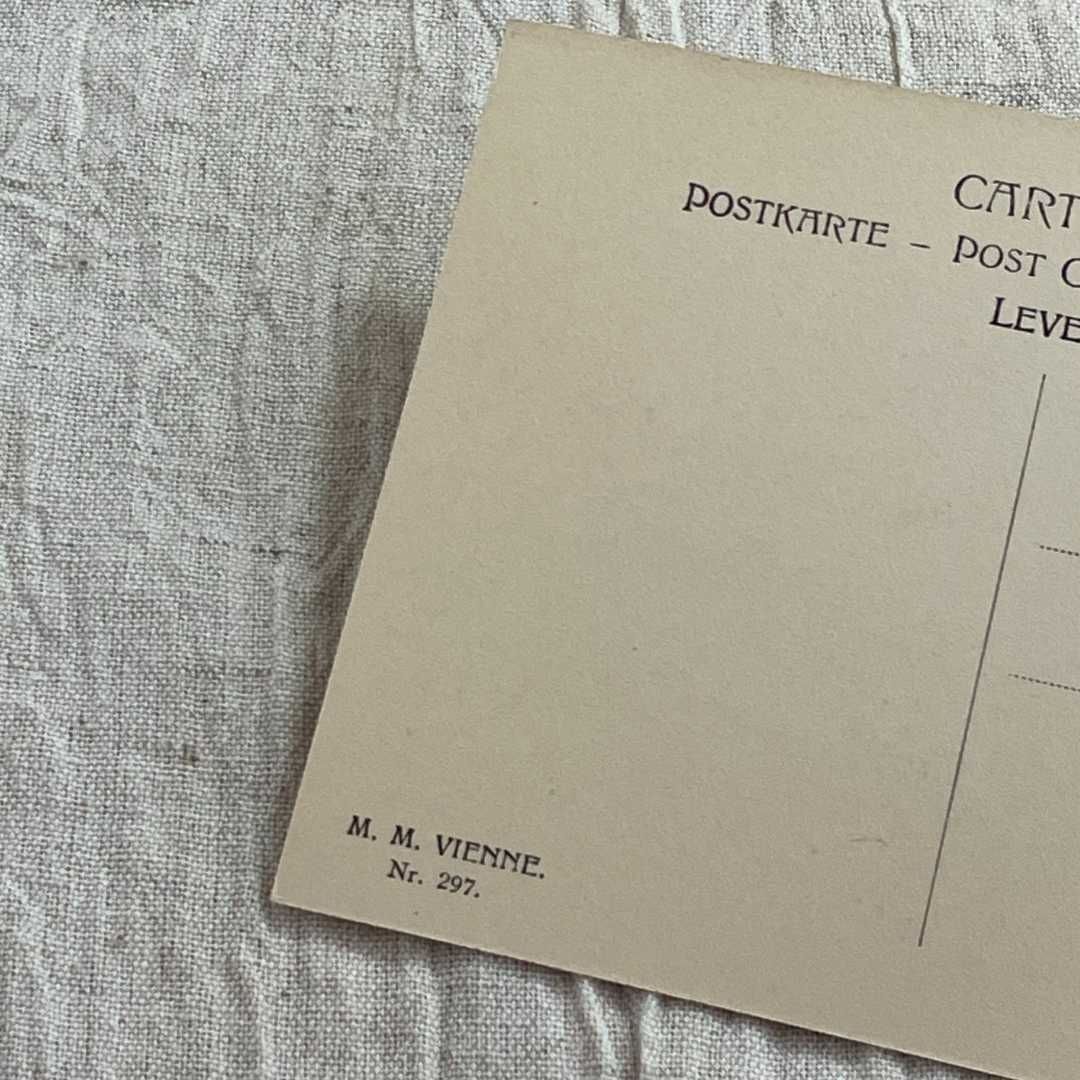 CART
POSTKARTE – POST C
LEVE
M. M. VIENNE.
Nr. 297.